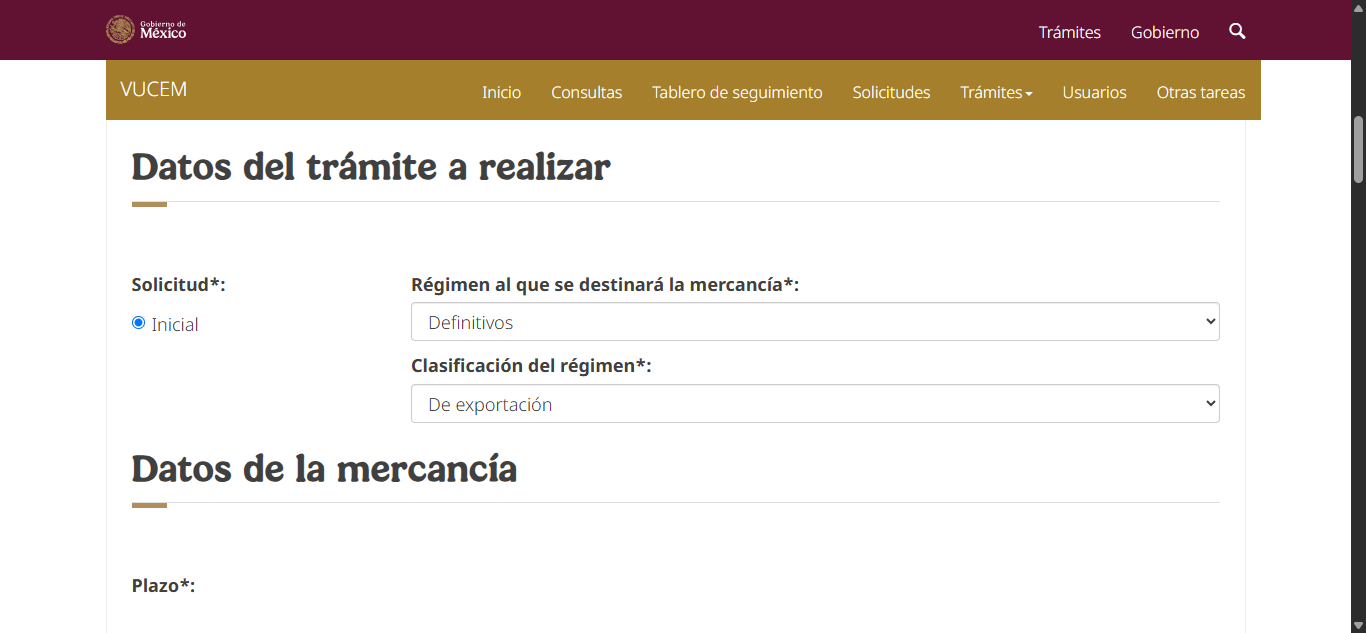 Gobierno de
México
Trámites
Gobierno
VUCEM
Inicio
Consultas
Tablero de seguimiento
Solicitudes
Trámites
Usuarios
Otras tareas
Datos del trámite a realizar
Solicitud*:
Inicial
Régimen al que se destinará la mercancía*:
Definitivos
Clasificación del régimen*:
De exportación
Datos de la mercancía
Plazo*: